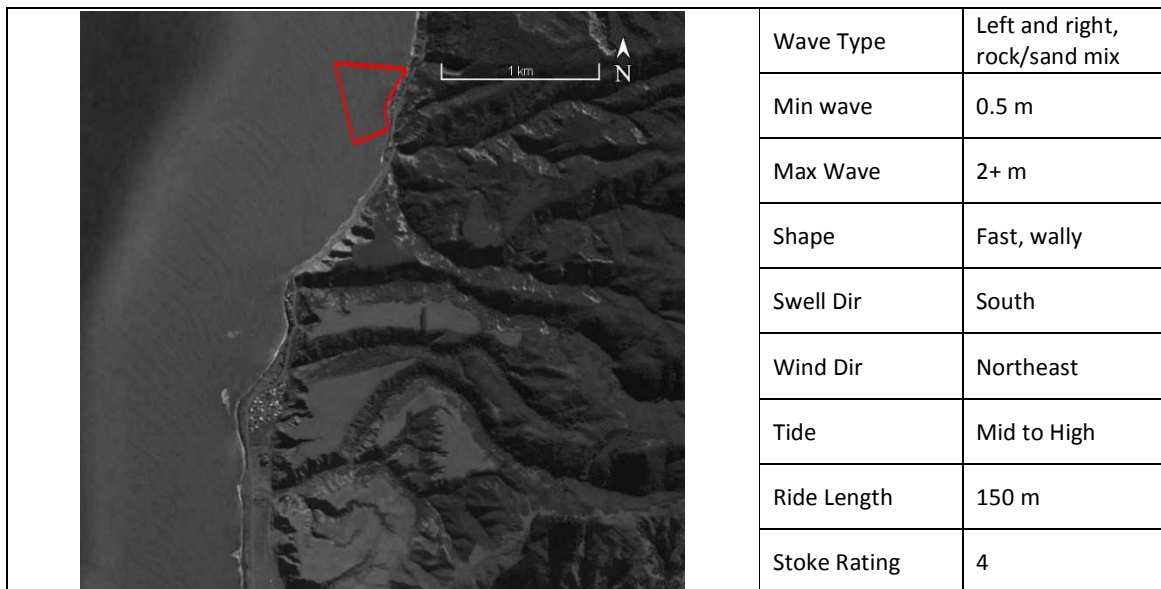 1 km
N
Wave Type
Left and right,
rock/sand mix
Min wave
0.5 m
Max Wave
2+ m
Shape
Fast, wally
Swell Dir
South
Wind Dir
Northeast
Tide
Mid to High
Ride Length
150 m
Stoke Rating
4